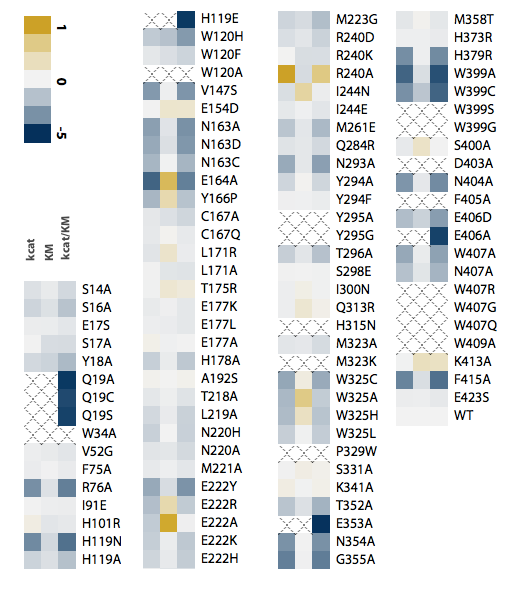 1
0
-5
kcat
KM
kcat/KM
S14A
S16A
E17S
S17A
Y18A
Q19A
Q19C
Q19S
W34A
V52G
F75A
R76A
I91E
H101R
H119N
H119A
H119E
W120H
W120F
W120A
V147S
E154D
N163A
N163D
N163C
E164A
Y166P
C167A
C167Q
L171R
L171A
T175R
E177K
E177L
E177A
H178A
A192S
T218A
L219A
N220H
N220A
M221A
E222Y
E222R
E222A
E222K
E222H
M223G
R240D
R240K
R240A
I244N
I244E
M261E
Q284R
N293A
Y294A
Y294F
Y295A
Y295G
T296A
S298E
I300N
Q313R
H315N
M323A
M323K
W325C
W325A
W325H
W325L
P329W
S331A
K341A
T352A
E353A
N354A
G355A
M358T
H373R
H379R
W399A
W399C
W399S
W399G
S400A
D403A
N404A
F405A
E406D
E406A
W407A
N407A
W407R
W407G
W407Q
W409A
K413A
F415A
E423S
WT